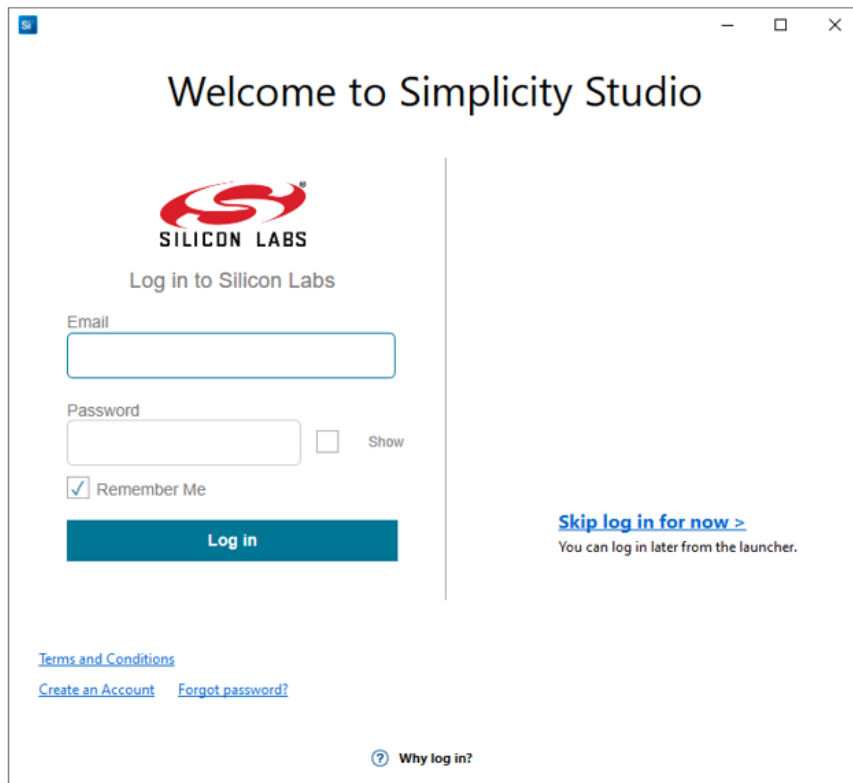 Si
Welcome to Simplicity Studio
SILICON LABS®
Log in to Silicon Labs
Email
Password
Show
Remember Me
Log in
Skip log in for now >
You can log in later from the launcher.
Terms and Conditions
Create an Account Forgot password?
? Why log in?